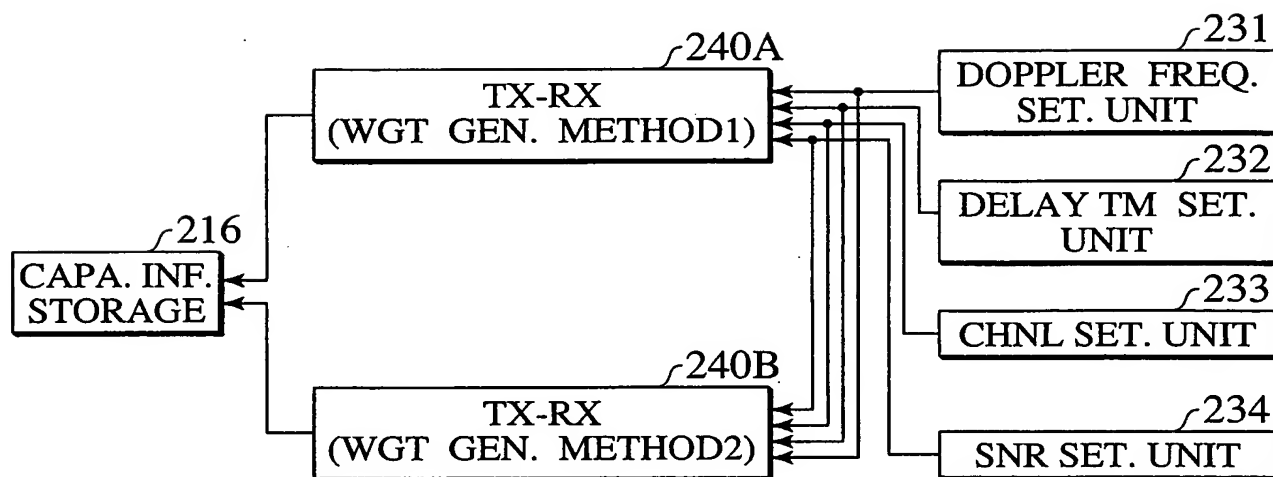 240A
TX-RX
(WGT GEN. METHOD1)
231
DOPPLER FREQ.
SET. UNIT
232
DELAY TM SET.
UNIT
216
CAPA. INF.
STORAGE
233
CHNL SET. UNIT
240B
TX-RX
(WGT GEN. METHOD2)
234
SNR SET. UNIT